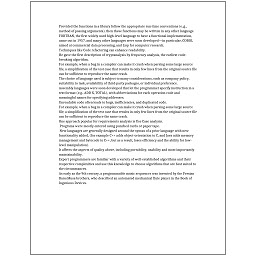 Provided the functions in a library follow the appropriate run-time conventions (e.g.,
method of passing arguments), then these functions may be written in any other language.
FORTRAN, the first widely used high-level language to have a functional implementation,
came out in 1957, and many other languages were soon developed—in particular, COBOL
aimed at commercial data processing, and Lisp for computer research.
Techniques like Code refactoring can enhance readability.
He gave the first description of cryptanalysis by frequency analysis, the earliest code-
breaking algorithm.
For example, when a bug in a compiler can make it crash when parsing some large source
file, a simplification of the test case that results in only few lines from the original source file
can be sufficient to reproduce the same crash.
The choice of language used is subject to many considerations, such as company policy,
suitability to task, availability of third-party packages, or individual preference.
Assembly languages were soon developed that let the programmer specify instruction in a
text format (e.g., ADD X, TOTAL), with abbreviations for each operation code and
meaningful names for specifying addresses.
Unreadable code often leads to bugs, inefficiencies, and duplicated code.
For example, when a bug in a compiler can make it crash when parsing some large source
file, a simplification of the test case that results in only few lines from the original source file
can be sufficient to reproduce the same crash.
One approach popular for requirements analysis is Use Case analysis.
Programs were mostly entered using punched cards or paper tape.
New languages are generally designed around the syntax of a prior language with new
functionality added, (for example C++ adds object-orientation to C, and Java adds memory
management and bytecode to C++, but as a result, loses efficiency and the ability for low-
level manipulation).
It affects the aspects of quality above, including portability, usability and most importantly
maintainability.
Expert programmers are familiar with a variety of well-established algorithms and their
respective complexities and use this knowledge to choose algorithms that are best suited to
the circumstances.
As early as the 9th century, a programmable music sequencer was invented by the Persian
Banu Musa brothers, who described an automated mechanical flute player in the Book of
Ingenious Devices.